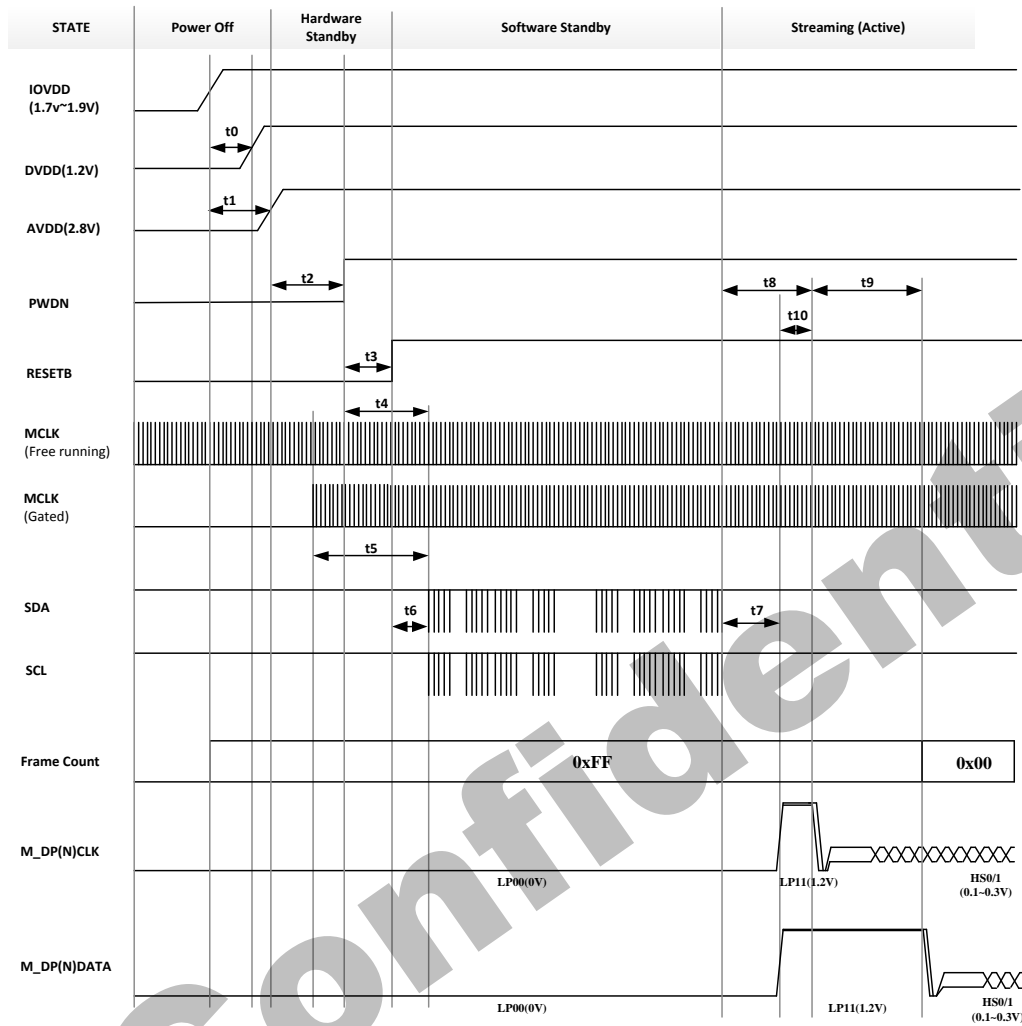 STATE
Power Off
Hardware
Standby
Software Standby
Streaming (Active)
IOVDD
(1.7v~1.9V)
t0
DVDD(1.2V)
t1
AVDD(2.8V)
t2
PWDN
t8
t9
t10
t3
RESETB
t4
MCLK
(Free running)
MCLK
(Gated)
t5
SDA
t6
t7
SCL
Frame Count
0xFF
0x00
M_DP(N)CLK
LP00(0V)
LP11(1.2V)
HS0/1
(0.1~0.3V)
M_DP(N)DATA
LP00(0V)
LP11(1.2V)
HS0/1
(0.1~0.3V)
Confident